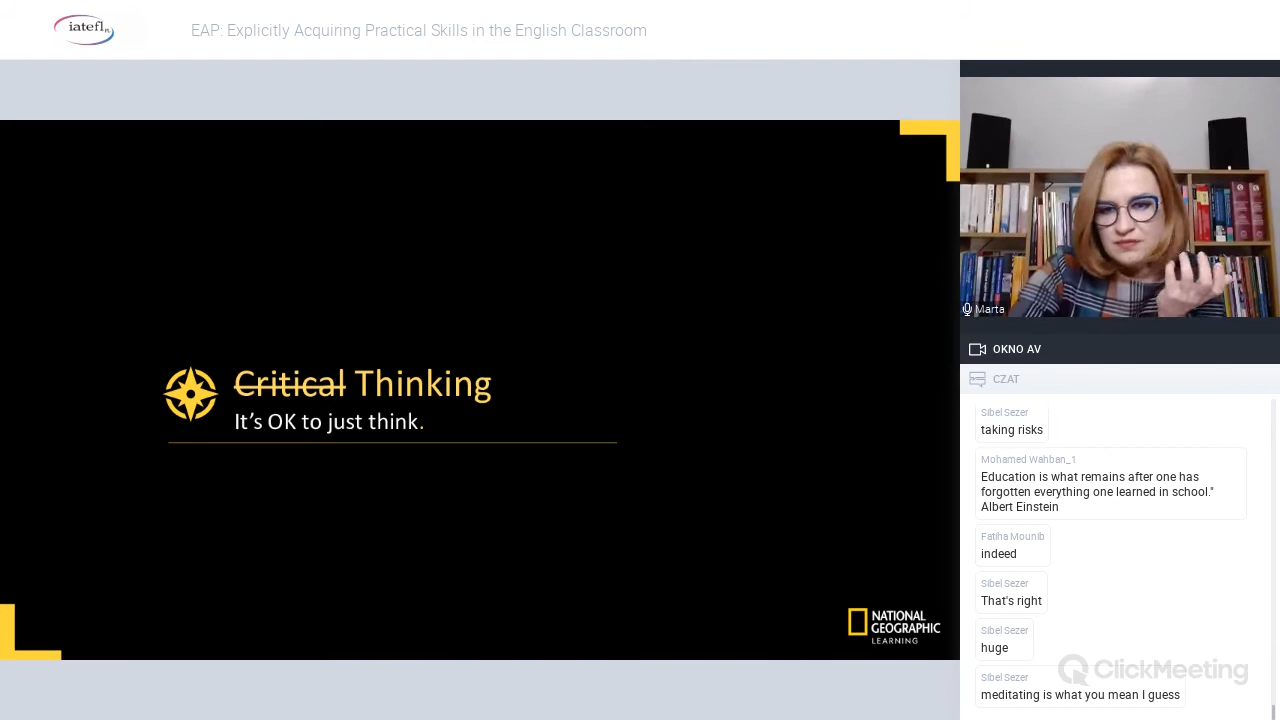 iatefl PL
EAP: Explicitly Acquiring Practical Skills in the English Classroom
Critical Thinking
It's OK to just think.
NATIONAL
GEOGRAPHIC
LEARNING
Marta
OKNO AV
CZAT
Sibel Sezer
taking risks
Mohamed Wahban_1
Education is what remains after one has
forgotten everything one learned in school."
Albert Einstein
Fatiha Mounib
indeed
Sibel Sezer
That's right
Sibel Sezer
huge
Sibel Sezer
meditating is what you mean I guess
ClickMeeting